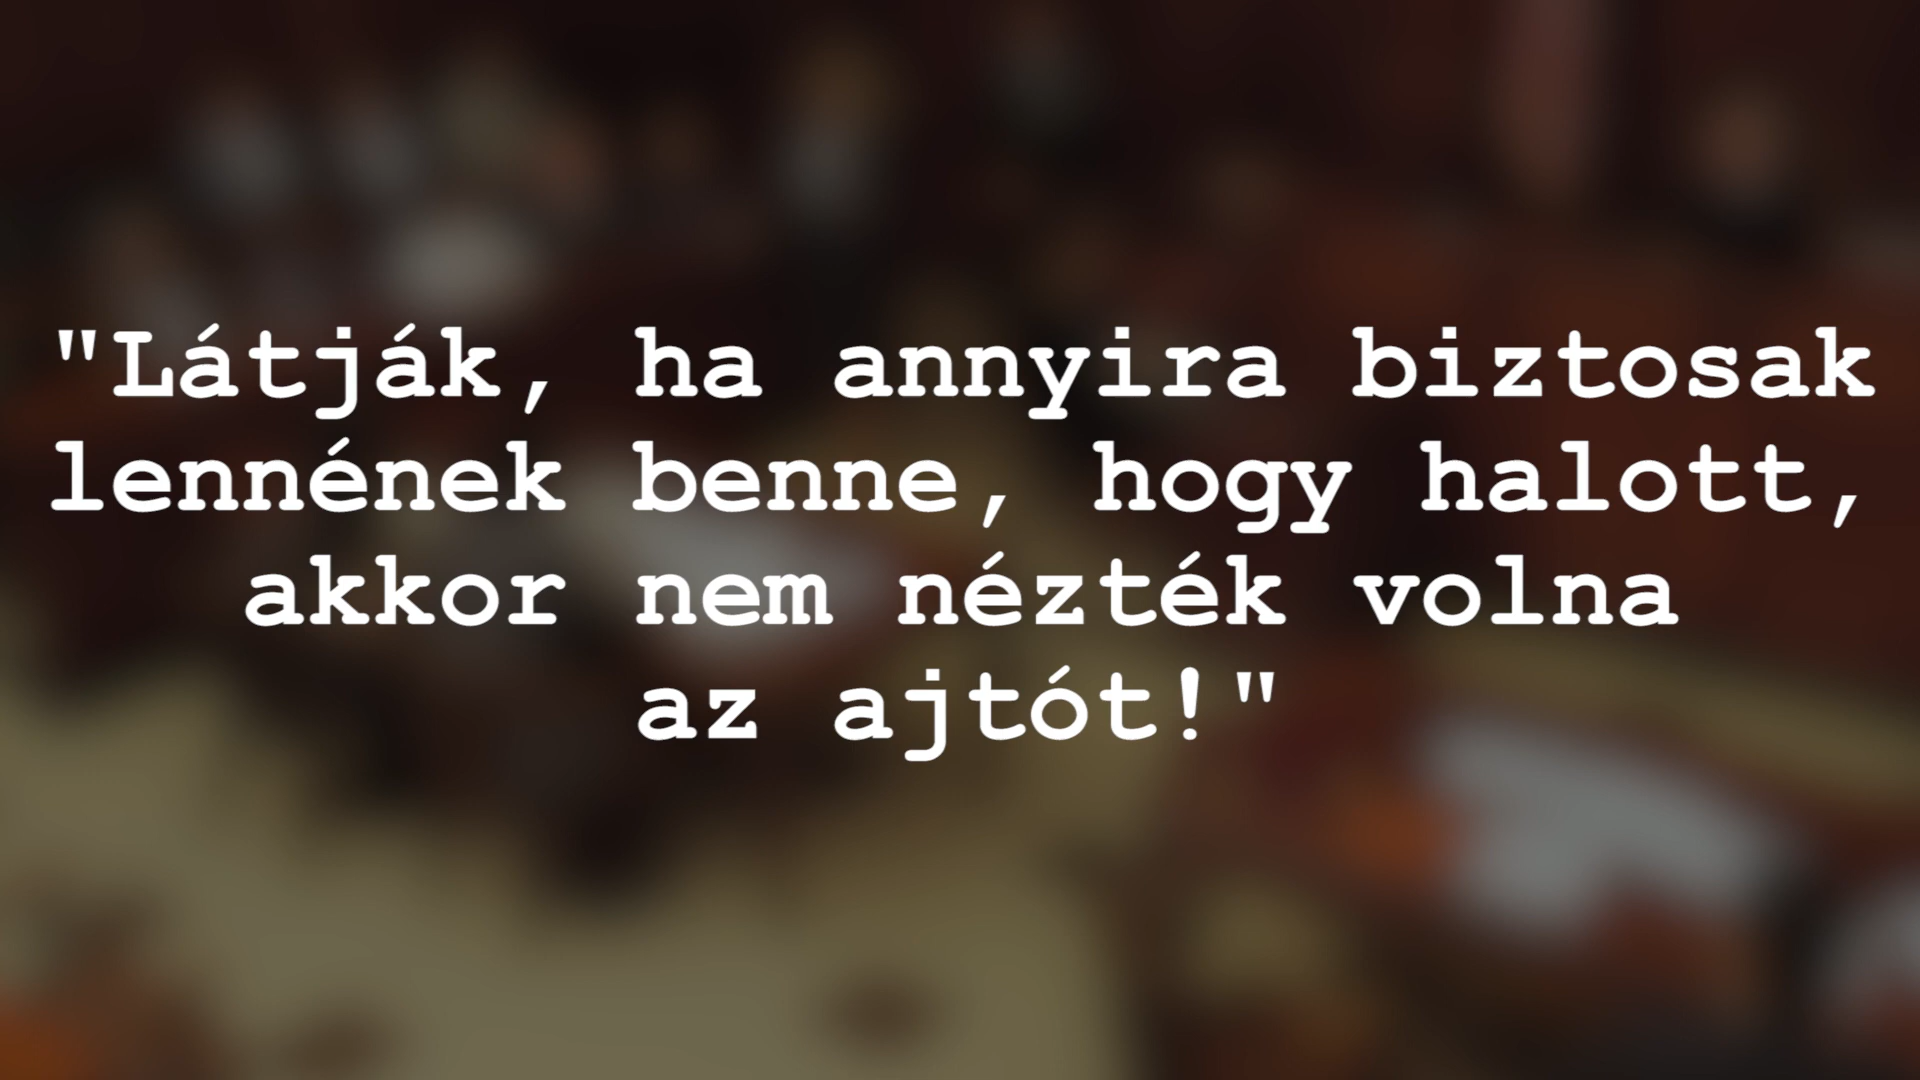 "Látják, ha annyira biztosak
lennének benne, hogy halott,
akkor nem nézték volna
az ajtót!"